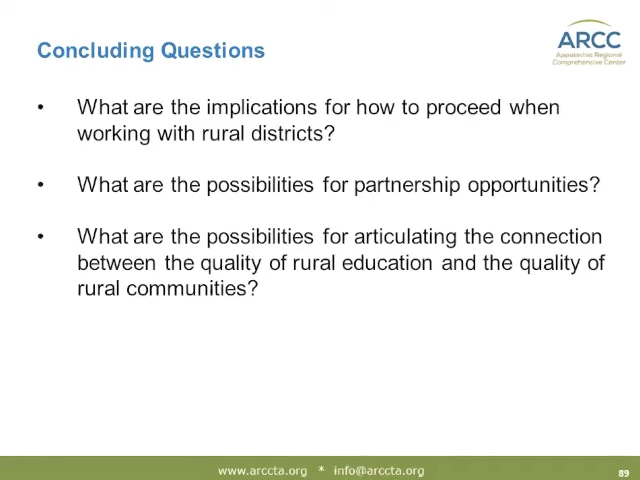 Concluding Questions
ARCC
Appalachia Regional
Comprehensive Center
• What are the implications for how to proceed when
working with rural districts?
• What are the possibilities for partnership opportunities?
• What are the possibilities for articulating the connection
between the quality of rural education and the quality of
rural communities?
www.arccta.org * info@arccta.org
89